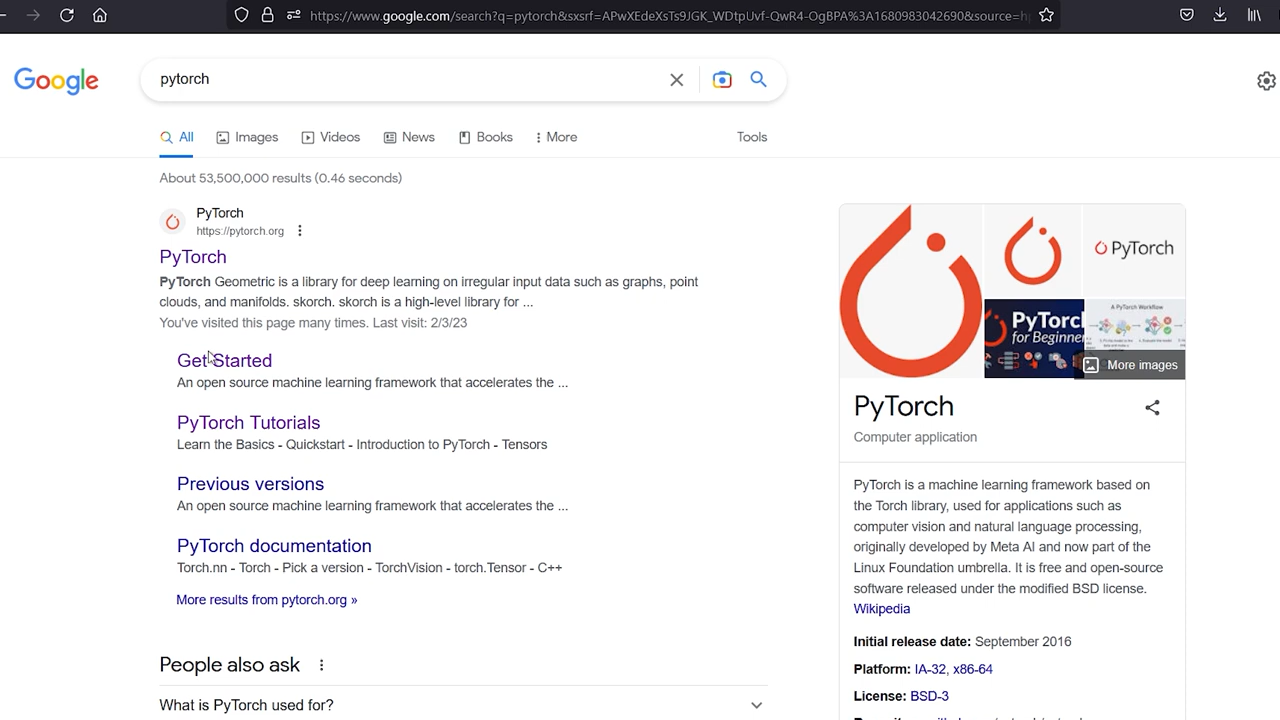 https://www.google.com/search?q=pytorch&sxsrf=APwXEdeXsTs9JGK_WDtpUvf-QwR4-OgBPA%3A1680983042690&source=h
Google
pytorch
All
Images
Videos
News
Books
More
Tools
About 53,500,000 results (0.46 seconds)
PyTorch
https://pytorch.org
PyTorch
PyTorch Geometric is a library for deep learning on irregular input data such as graphs, point
clouds, and manifolds. skorch. skorch is a high-level library for ...
You've visited this page many times. Last visit: 2/3/23
Get Started
An open source machine learning framework that accelerates the ...
PyTorch Tutorials
Learn the Basics - Quickstart - Introduction to PyTorch - Tensors
Previous versions
An open source machine learning framework that accelerates the ...
PyTorch documentation
Torch.nn - Torch - Pick a version - TorchVision - torch.Tensor - C++
More results from pytorch.org »
People also ask
What is PyTorch used for?
PyTorch
PyTorc
for Beginne
A PyTorch Workflow
More images
PyTorch
Computer application
PyTorch is a machine learning framework based on
the Torch library, used for applications such as
computer vision and natural language processing,
originally developed by Meta AI and now part of the
Linux Foundation umbrella. It is free and open-source
software released under the modified BSD license.
Wikipedia
Initial release date: September 2016
Platform: IA-32, x86-64
License: BSD-3